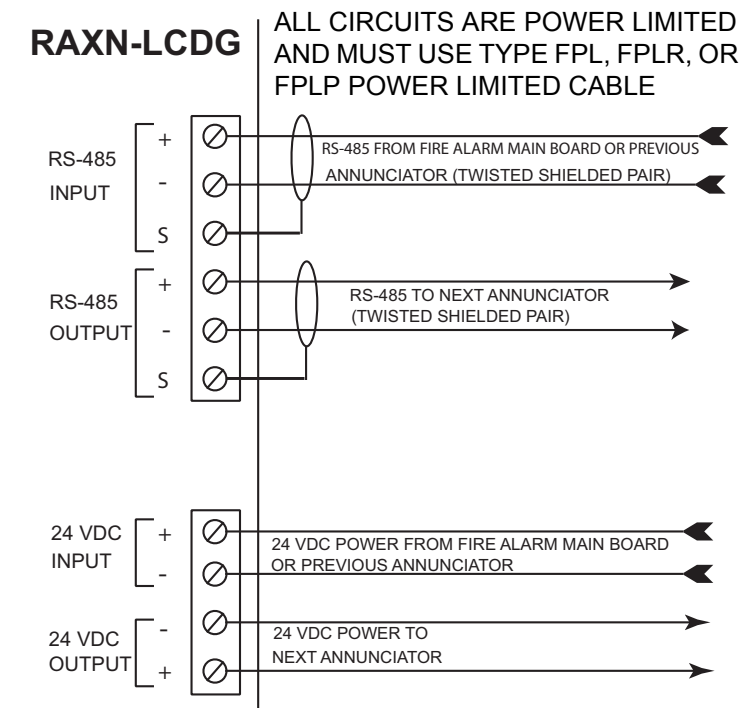 RAXN-LCDG
ALL CIRCUITS ARE POWER LIMITED
AND MUST USE TYPE FPL, FPLR, OR
FPLP POWER LIMITED CABLE
RS-485
INPUT
+
-
S
RS-485 FROM FIRE ALARM MAIN BOARD OR PREVIOUS
ANNUNCIATOR (TWISTED SHIELDED PAIR)
RS-485
OUTPUT
+
-
S
RS-485 TO NEXT ANNUNCIATOR
(TWISTED SHIELDED PAIR)
24 VDC
INPUT
+
-
24 VDC POWER FROM FIRE ALARM MAIN BOARD
OR PREVIOUS ANNUNCIATOR
24 VDC
OUTPUT
-
+
24 VDC POWER TO
NEXT ANNUNCIATOR